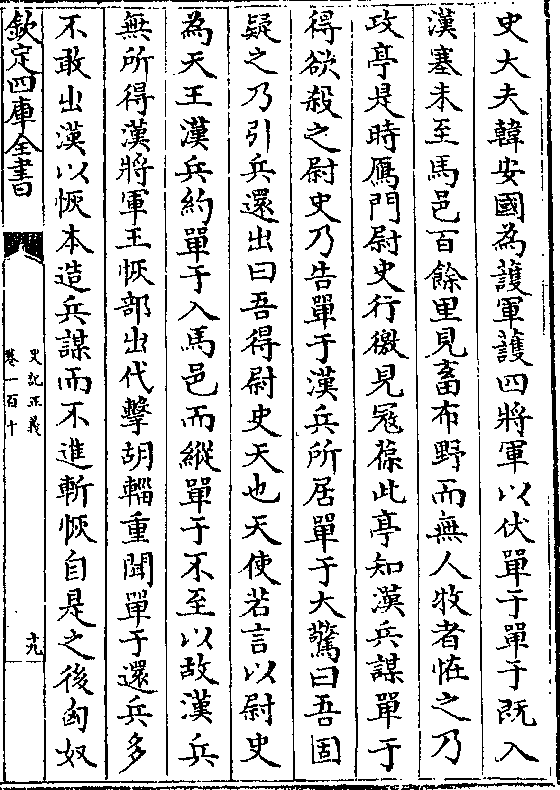 史大夫韓安國為護軍護四將軍以伏單于單于既入
漢塞未至馬邑百餘里見畜布野而無人牧者怪之乃
攻亭是時鴈門尉史行徼見冦葆此亭知漢兵謀單于
得欲殺之尉史乃告單于漢兵所居單于大驚曰吾固
疑之乃引兵還出曰吾得尉史天也天使若言以尉史
為天王漢兵約單于入馬邑而縱單于不至以故漢兵
無所得漢將軍王恢部出代擊胡輜重聞單于還兵多
不敢出漢以恢本造兵謀而不進斬恢自是之後匈奴
欽定四庫全書
史記正義
卷一百十
十九